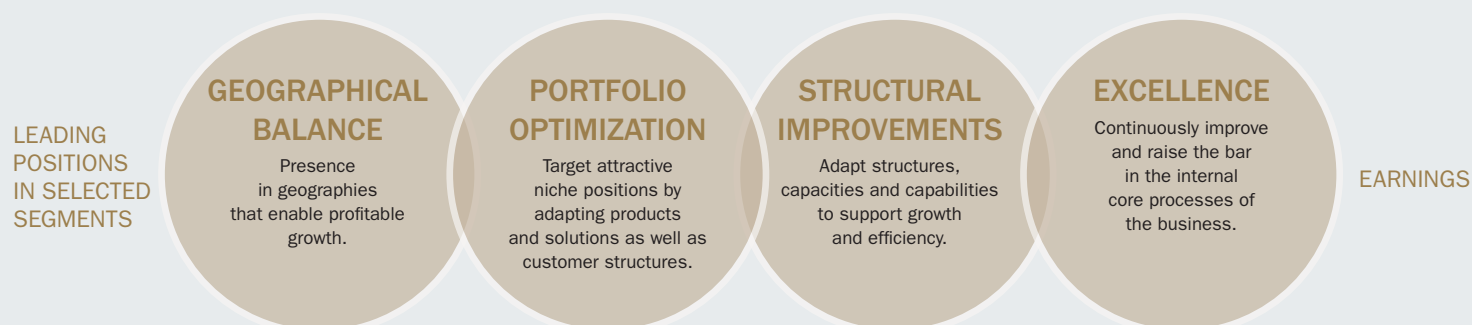 LEADING
POSITIONS
IN SELECTED
SEGMENTS
GEOGRAPHICAL
BALANCE
Presence
in geographies
that enable profitable
growth.
PORTFOLIO
OPTIMIZATION
Target attractive
niche positions by
adapting products
and solutions as well as
customer structures.
STRUCTURAL
IMPROVEMENTS
Adapt structures,
capacities and capabilities
to support growth
and efficiency.
EXCELLENCE
Continuously improve
and raise the bar
in the internal
core processes of
the business.
EARNINGS